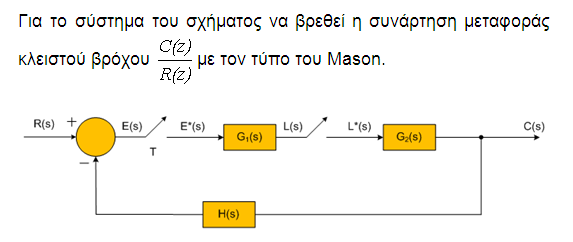 Για το σύστημα του σχήματος να βρεθεί η συνάρτηση μεταφοράς
κλειστού βρόχου C(z)/R(z) με τον τύπο του Mason.
R(s) + E(s) E*(s) G₁(s) L(s) L*(s) G₂(s) C(s)
T
−
H(s)